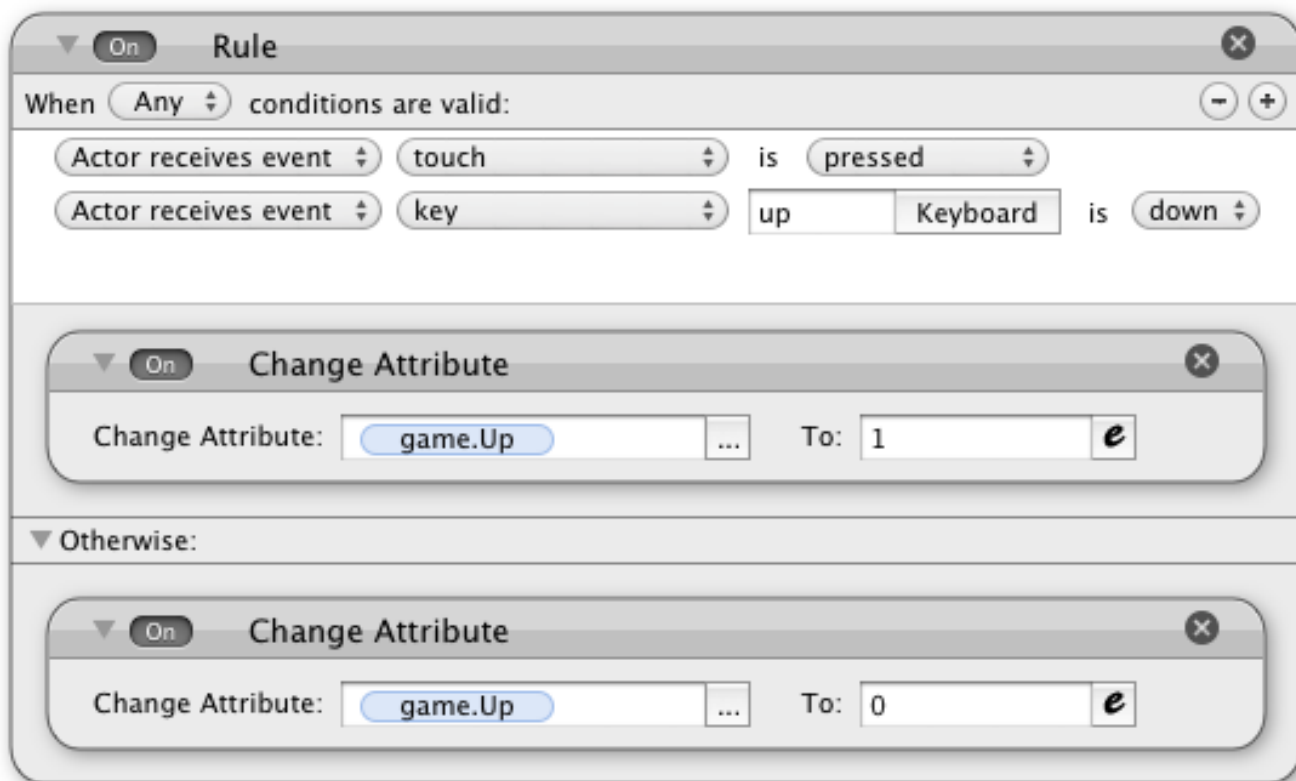 On Rule
When Any conditions are valid: - +
Actor receives event touch is pressed
Actor receives event key up Keyboard is down
On Change Attribute
Change Attribute: game.Up ... To: 1 e
Otherwise:
On Change Attribute
Change Attribute: game.Up ... To: 0 e